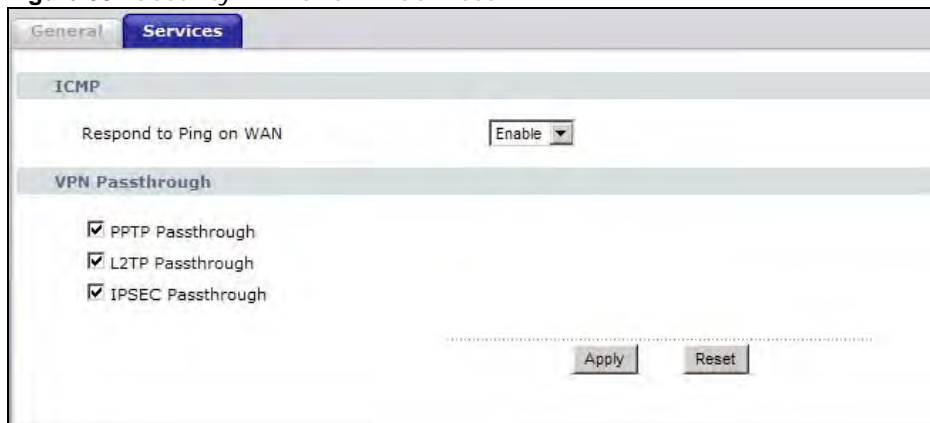 General Services
ICMP
Respond to Ping on WAN Enable
VPN Passthrough
PPTP Passthrough
L2TP Passthrough
IPSEC Passthrough
Apply Reset